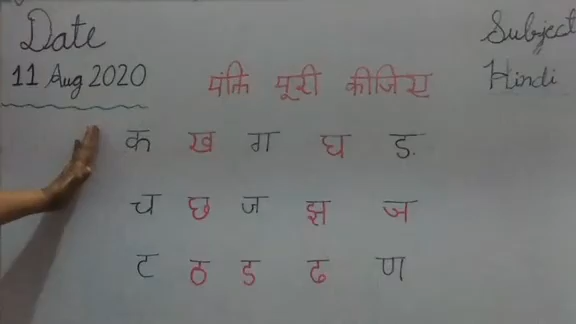 Date
Subject
11 Aug 2020
Hindi
पंक्ति पूरी कीजिए
क ख ग घ ङ
च छ ज झ ञ
ट ठ ड ढ ण